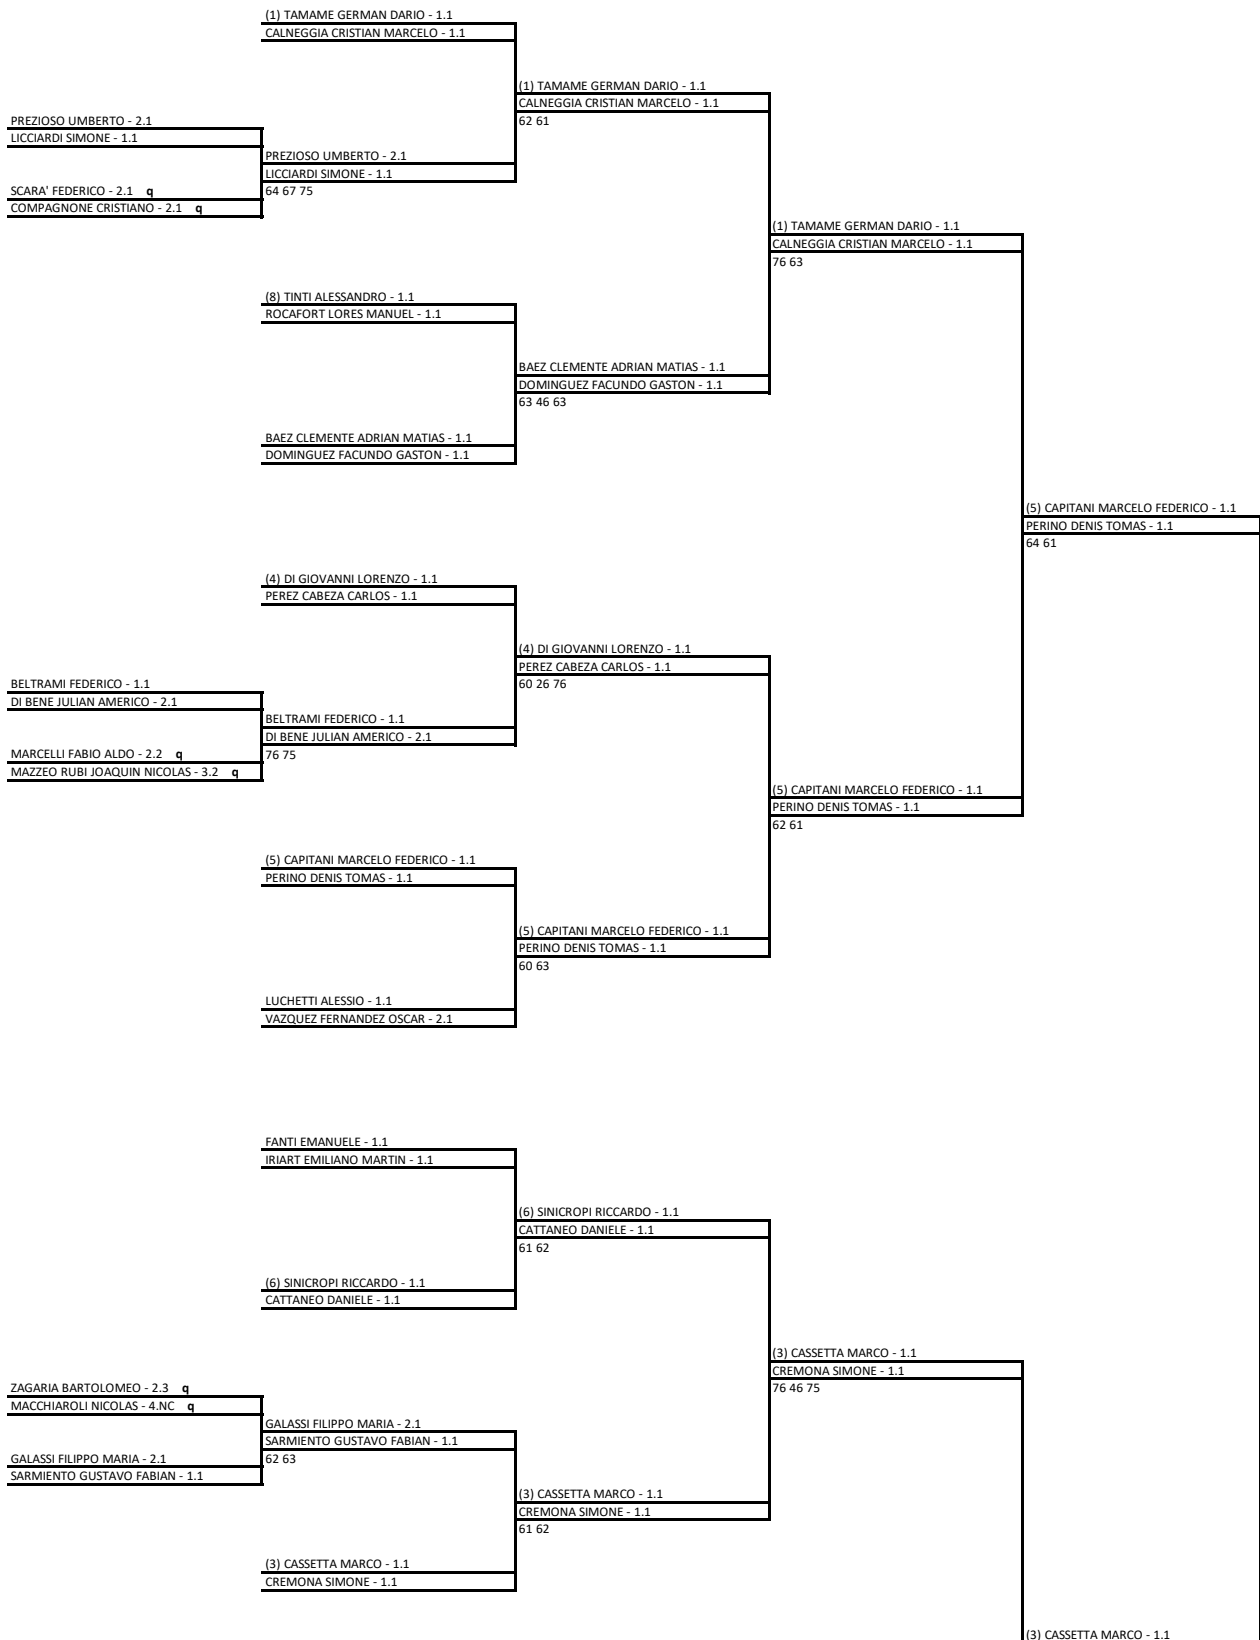 (1) TAMAME GERMAN DARIO - 1.1
CALNEGGIA CRISTIAN MARCELO - 1.1
(1) TAMAME GERMAN DARIO - 1.1
CALNEGGIA CRISTIAN MARCELO - 1.1
62 61
PREZIOSO UMBERTO - 2.1
LICCIARDI SIMONE - 1.1
PREZIOSO UMBERTO - 2.1
LICCIARDI SIMONE - 1.1
64 67 75
SCARA' FEDERICO - 2.1 q
COMPAGNONE CRISTIANO - 2.1 q
(1) TAMAME GERMAN DARIO - 1.1
CALNEGGIA CRISTIAN MARCELO - 1.1
76 63
(8) TINTI ALESSANDRO - 1.1
ROCAFORT LORES MANUEL - 1.1
BAEZ CLEMENTE ADRIAN MATIAS - 1.1
DOMINGUEZ FACUNDO GASTON - 1.1
63 46 63
BAEZ CLEMENTE ADRIAN MATIAS - 1.1
DOMINGUEZ FACUNDO GASTON - 1.1
(5) CAPITANI MARCELO FEDERICO - 1.1
PERINO DENIS TOMAS - 1.1
64 61
(4) DI GIOVANNI LORENZO - 1.1
PEREZ CABEZA CARLOS - 1.1
(4) DI GIOVANNI LORENZO - 1.1
PEREZ CABEZA CARLOS - 1.1
60 26 76
BELTRAMI FEDERICO - 1.1
DI BENE JULIAN AMERICO - 2.1
BELTRAMI FEDERICO - 1.1
DI BENE JULIAN AMERICO - 2.1
76 75
MARCELLI FABIO ALDO - 2.2 q
MAZZEO RUBI JOAQUIN NICOLAS - 3.2 q
(5) CAPITANI MARCELO FEDERICO - 1.1
PERINO DENIS TOMAS - 1.1
62 61
(5) CAPITANI MARCELO FEDERICO - 1.1
PERINO DENIS TOMAS - 1.1
(5) CAPITANI MARCELO FEDERICO - 1.1
PERINO DENIS TOMAS - 1.1
60 63
LUCHETTI ALESSIO - 1.1
VAZQUEZ FERNANDEZ OSCAR - 2.1
FANTI EMANUELE - 1.1
IRIART EMILIANO MARTIN - 1.1
(6) SINICROPI RICCARDO - 1.1
CATTANEO DANIELE - 1.1
61 62
(6) SINICROPI RICCARDO - 1.1
CATTANEO DANIELE - 1.1
(3) CASSETTA MARCO - 1.1
CREMONA SIMONE - 1.1
76 46 75
ZAGARIA BARTOLOMEO - 2.3 q
MACCHIAROLI NICOLAS - 4.NC q
GALASSI FILIPPO MARIA - 2.1
SARMIENTO GUSTAVO FABIAN - 1.1
62 63
GALASSI FILIPPO MARIA - 2.1
SARMIENTO GUSTAVO FABIAN - 1.1
(3) CASSETTA MARCO - 1.1
CREMONA SIMONE - 1.1
61 62
(3) CASSETTA MARCO - 1.1
CREMONA SIMONE - 1.1
(3) CASSETTA MARCO - 1.1